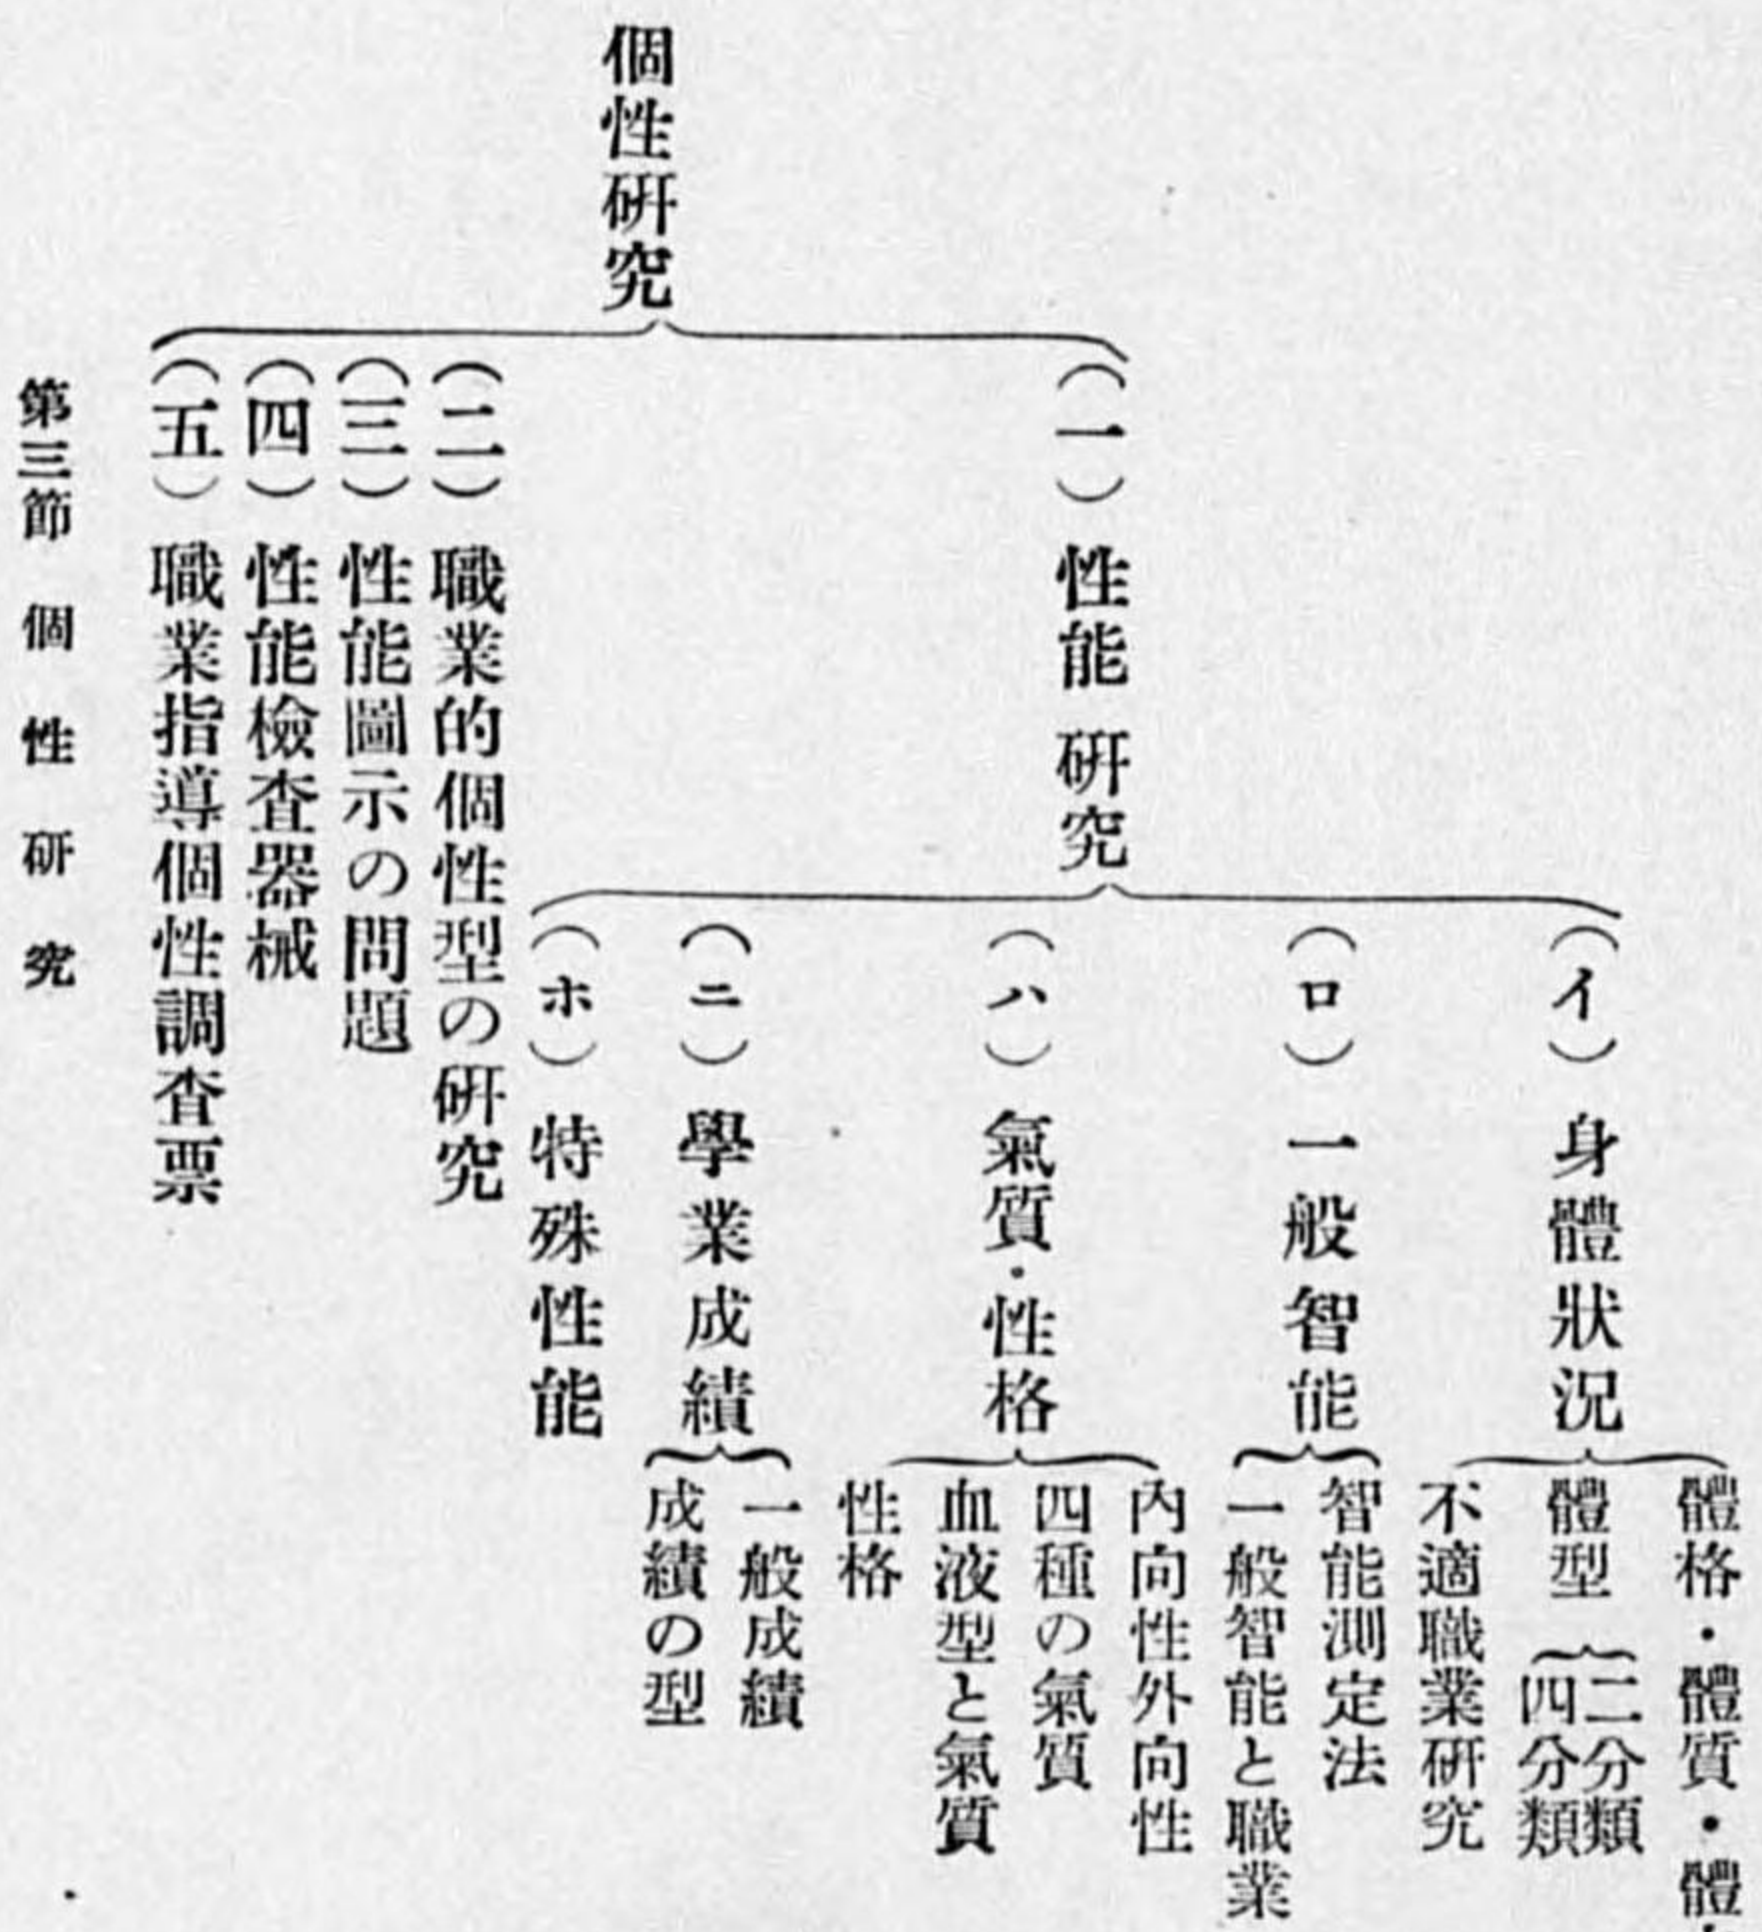 個性研究
（一）性能研究
（イ）身體狀況
體格・體質・體
體型
二分類
四分類
不適職業研究
（ロ）一般智能
智能測定法
一般智能と職業
（ハ）氣質・性格
內向性外向性
四種の氣質
血液型と氣質
性格
（ニ）學業成績
一般成績
成績の型
（ホ）特殊性能
（二）職業的個性型の研究
（三）性能圖示の問題
（四）性能檢査器械
（五）職業指導個性調査票
第三節 個性研究